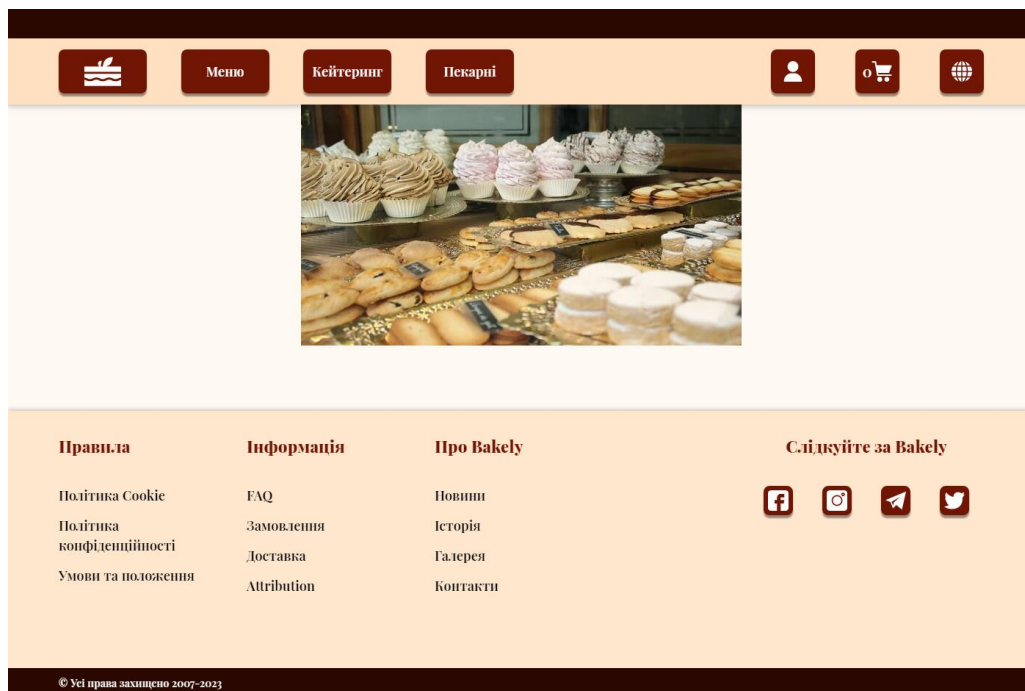 Меню
Кейтеринг
Пекарні
0
Правила
Інформація
Про Bakely
Слідкуйте за Bakely
Політика Cookie
FAQ
Новини
Політика
конфіденційності
Замовлення
Історія
Доставка
Галерея
Умови та положення
Attribution
Контакти
© Усі права захищено 2007-2023